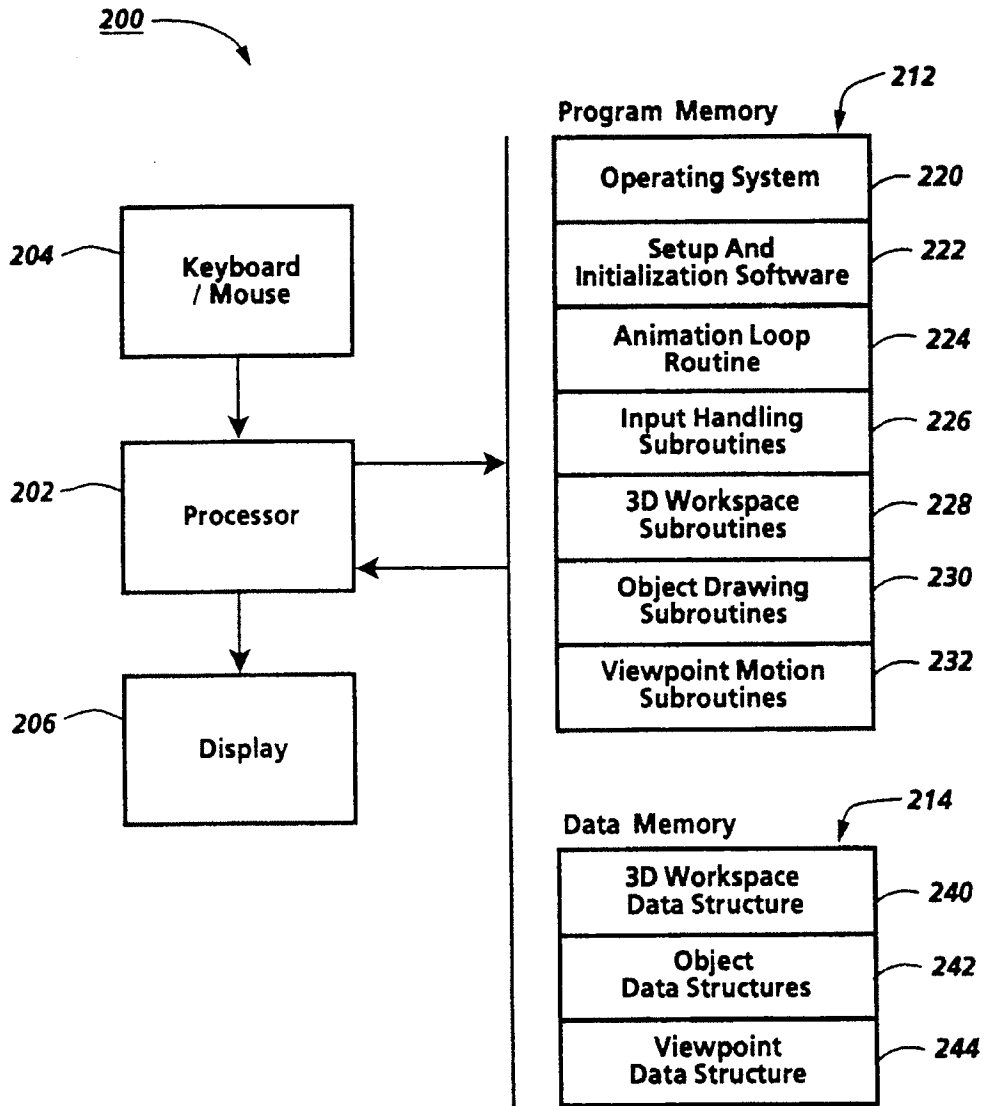 200
212
Program Memory
Operating System
220
204
Keyboard
/ Mouse
Setup And
Initialization Software
222
Animation Loop
Routine
224
Input Handling
Subroutines
226
202
Processor
3D Workspace
Subroutines
228
Object Drawing
Subroutines
230
Viewpoint Motion
Subroutines
232
206
Display
214
Data Memory
3D Workspace
Data Structure
240
Object
Data Structures
242
Viewpoint
Data Structure
244